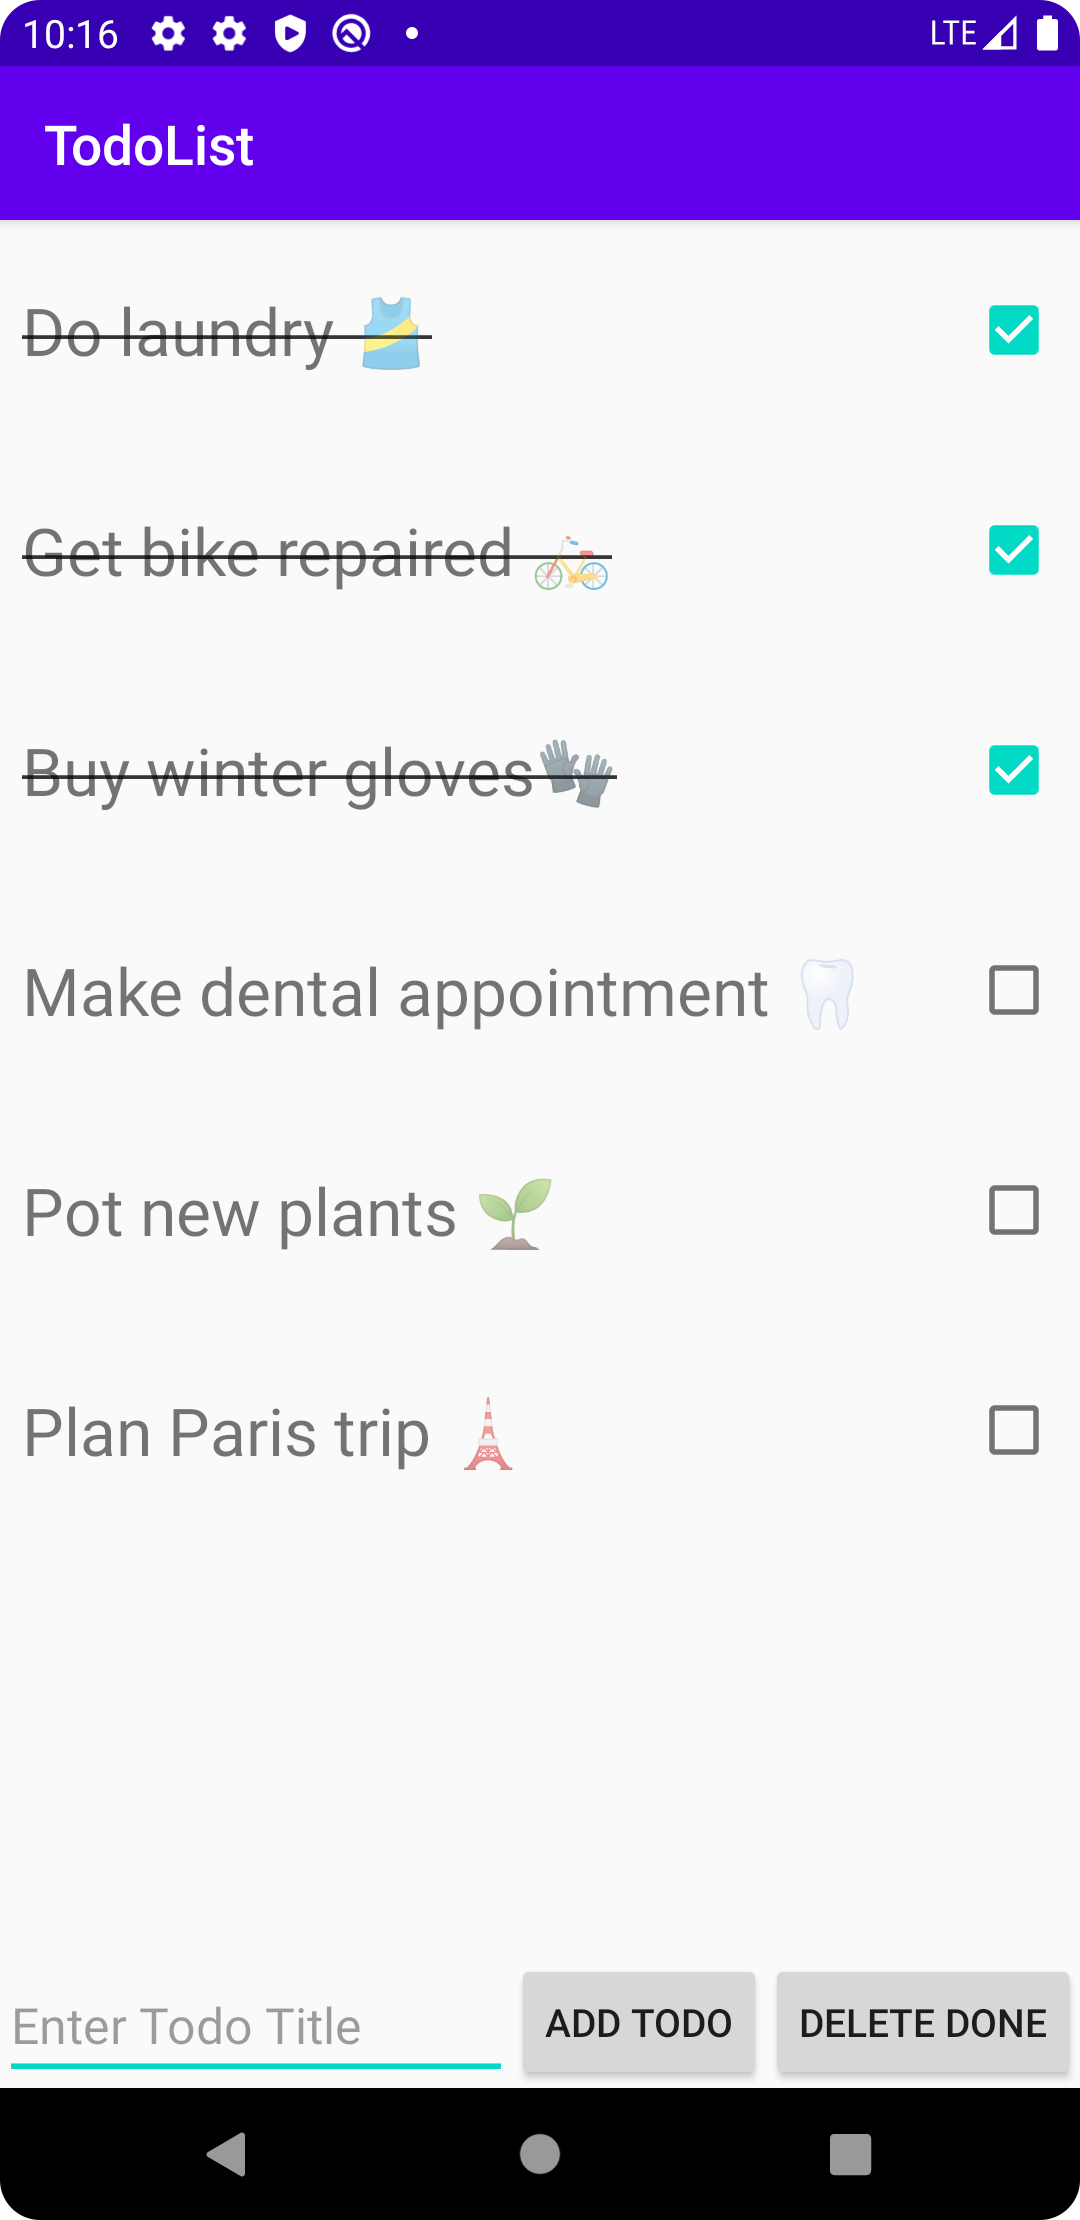 10:16 LTE
TodoList
Do laundry 🎽
Get bike repaired 🚲
Buy winter gloves🧤
Make dental appointment 🦷
Pot new plants 🌱
Plan Paris trip 🗼
Enter Todo Title ADD TODO DELETE DONE